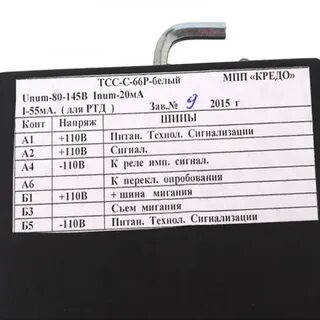 ТСС-С-66Р-белый МПП «КРЕДО»
Uпит-80-145В Iпит-20мА
I-55мА. ( для РТД ) Зав.№ 9 2015 г
Конт Напряж ШИНЫ
А1 +110В Питан. Технол. Сигнализации
А2 +110В Сигнал.
А4 -110В К реле имп. сигнал.
А6 К перекл. опробования
Б1 +110В + шина мигания
Б3 Съем мигания
Б5 -110В Питан. Технол. Сигнализации